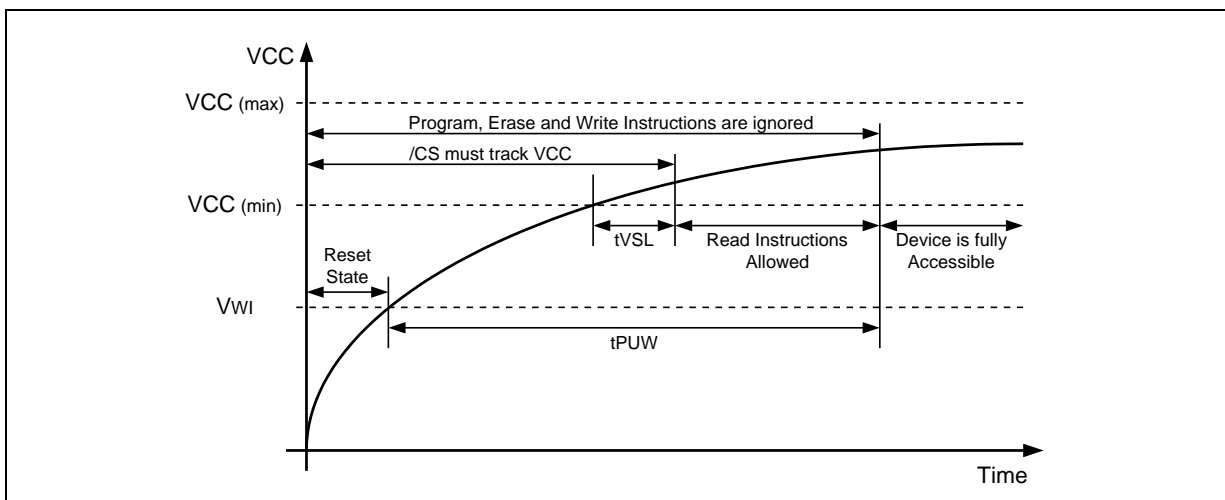 VCC
VCC (max)
Program, Erase and Write Instructions are ignored
/CS must track VCC
VCC (min)
tVSL
Read Instructions
Allowed
Device is fully
Accessible
Reset
State
VWI
tPUW
Time